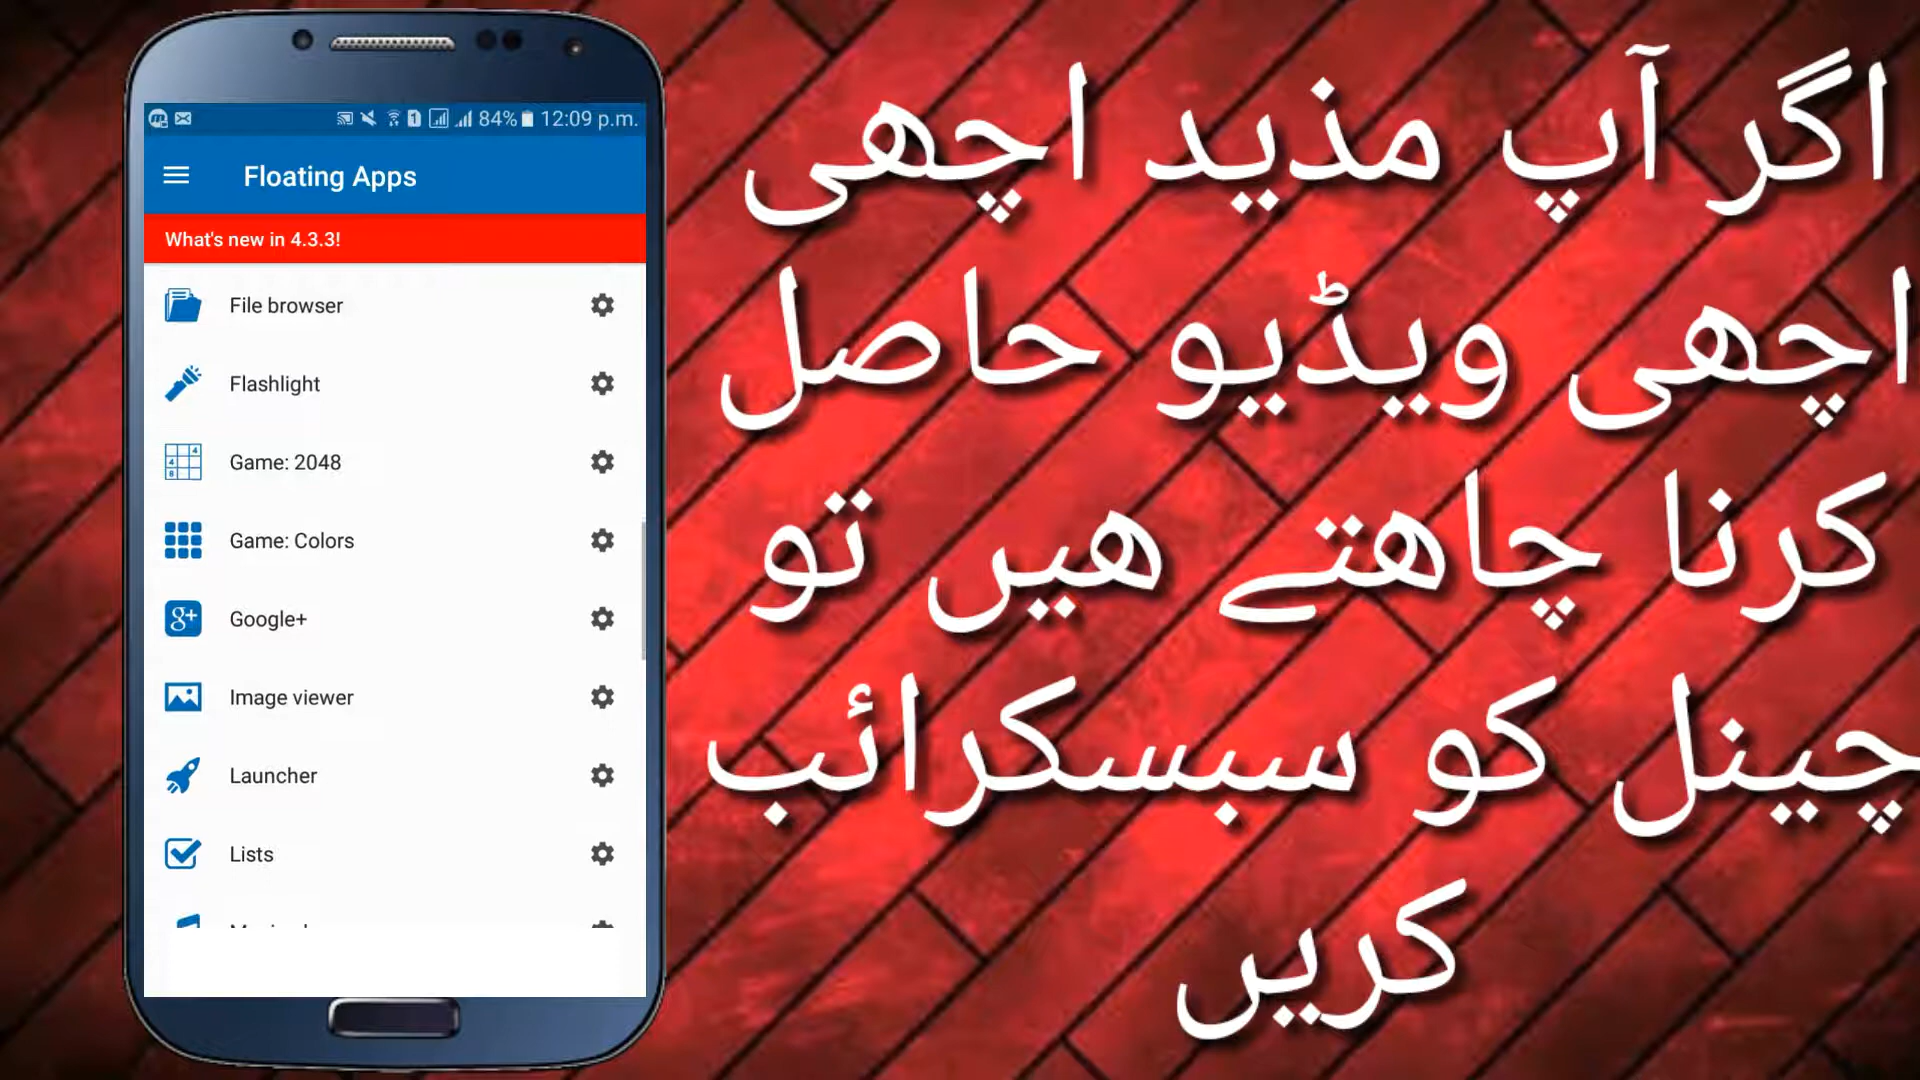 84% 12:09 p.m.
Floating Apps
What's new in 4.3.3!
File browser
Flashlight
Game: 2048
Game: Colors
Google+
Image viewer
Launcher
Lists
اگر آپ مذید اچھی
اچھی ویڈیو حاصل
کرنا چاھتے ھیں تو
چینل کو سبسکرائب
کریں